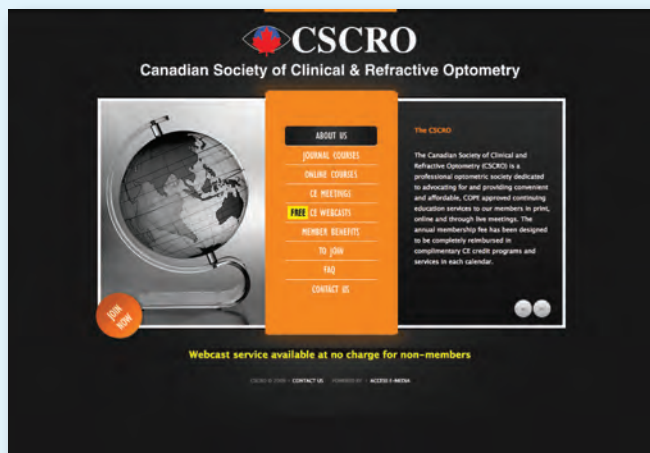 CSCRO
Canadian Society of Clinical & Refractive Optometry
ABOUT US
JOURNAL COURSES
ONLINE COURSES
CE MEETINGS
FREE CE WEBCASTS
MEMBER BENEFITS
TO JOIN
FAQ
CONTACT US
The CSCRO
The Canadian Society of Clinical and
Refractive Optometry (CSCRO) is a
professional optometric society dedicated
to advocating for and providing convenient
and affordable, COPE approved continuing
education services to our members in print,
online and through live meetings. The
annual membership fee has been designed
to be completely reimbursed in
complimentary CE credit programs and
services in each calendar.
JOIN
NOW
Webcast service available at no charge for non-members
CSCRO © CONTACT US POWERED BY ACCESS E-MEDIA